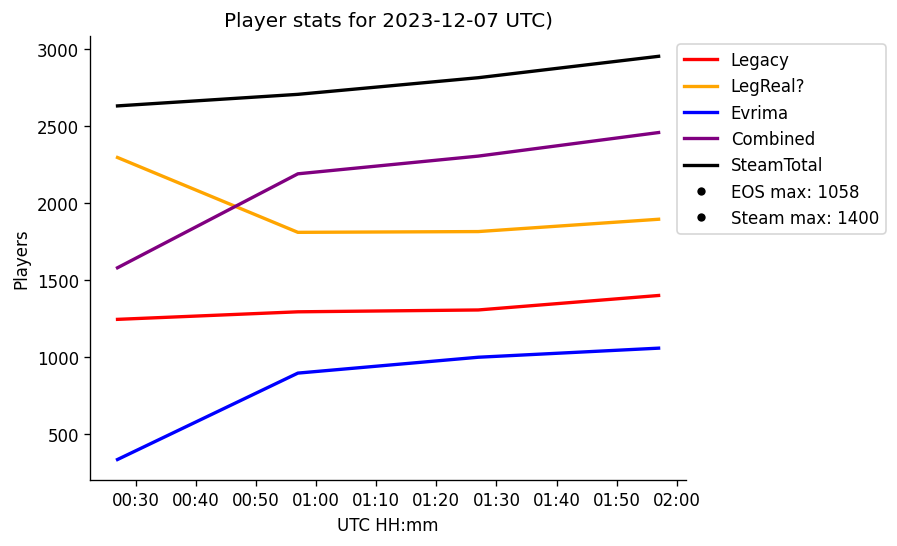 Player stats for 2023-12-07 UTC)
3000
2500
2000
1500
1000
500
Players
00:30 00:40 00:50 01:00 01:10 01:20 01:30 01:40 01:50 02:00
UTC HH:mm
Legacy
LegReal?
Evrima
Combined
SteamTotal
EOS max: 1058
Steam max: 1400